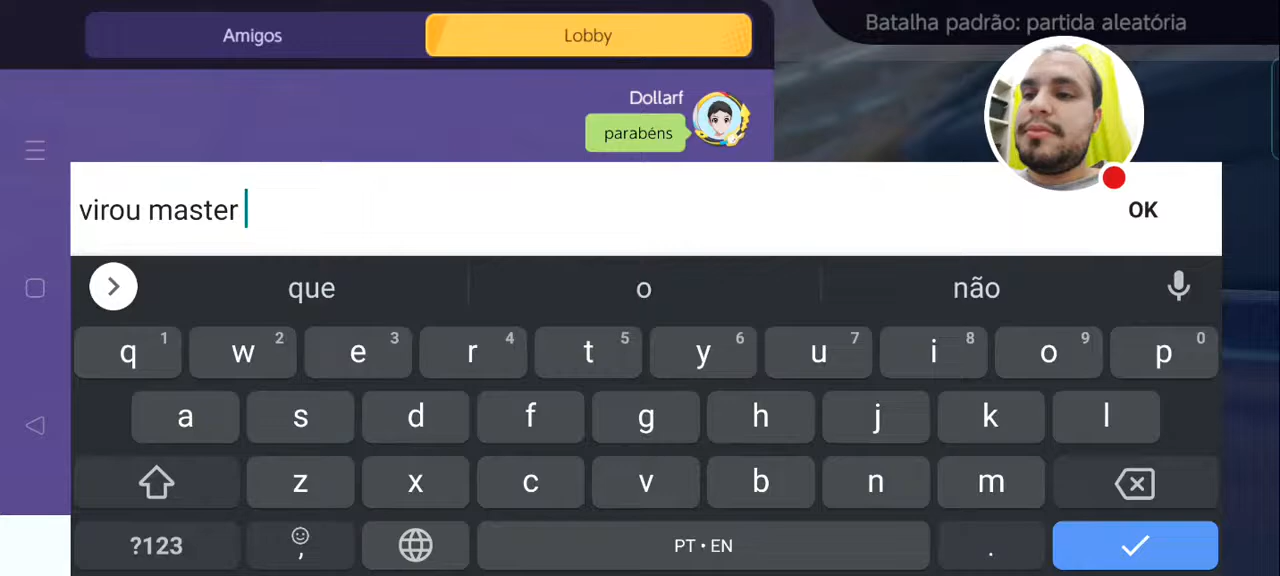 Amigos
Lobby
Batalha padrão: partida aleatória
Dollarf
parabéns
virou master
OK
que o não
q 1 w 2 e 3 r 4 t 5 y 6 u 7 i 8 o 9 p 0
a s d f g h j k l
z x c v b n m
?123 , PT • EN .